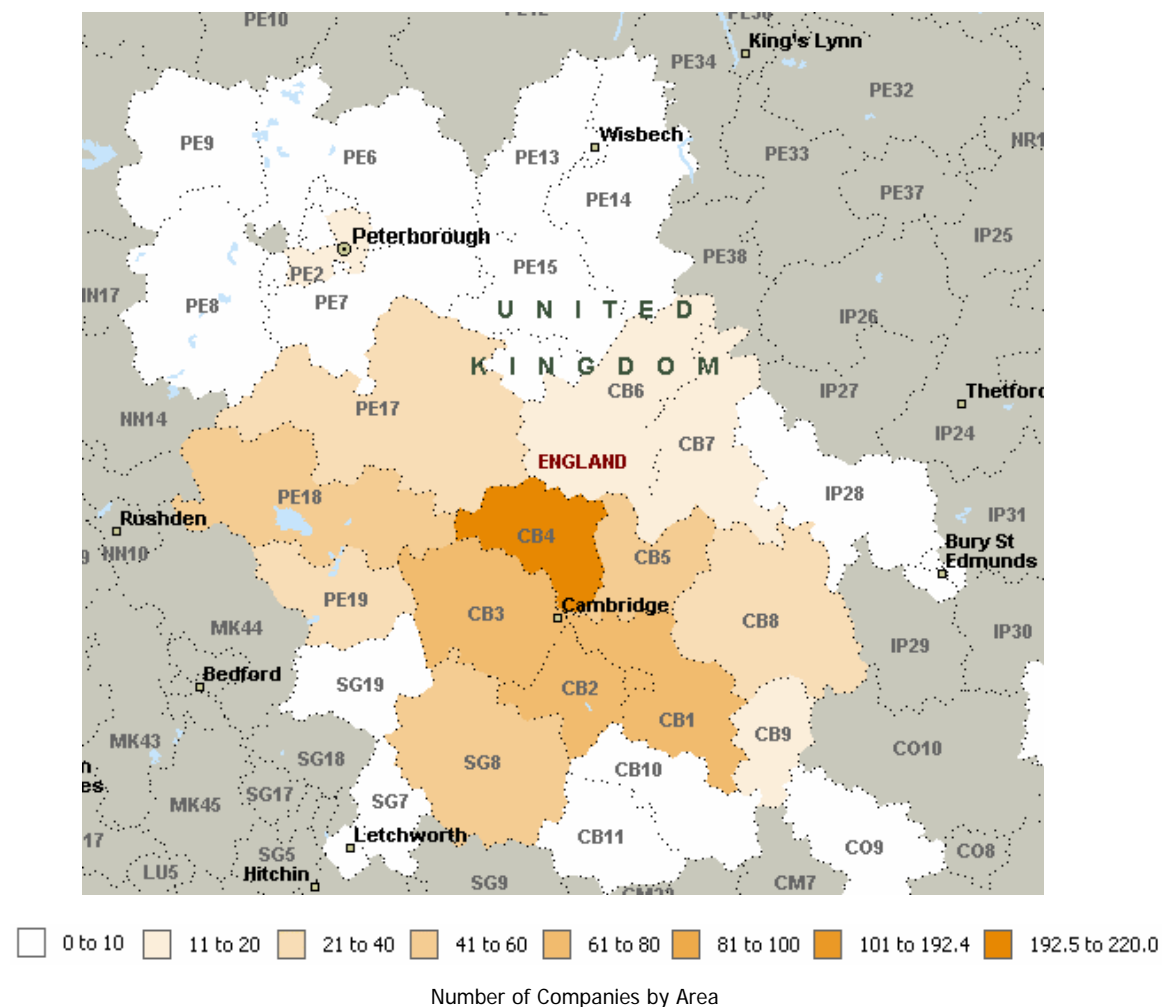 PE10
King's Lynn
PE34
PE32
PE9
PE6
PE13
Wisbech
PE33
PE14
PE37
IP25
Peterborough
PE2
PE15
PE38
PE8
PE7
UNITED
IP26
KINGDOM
CB6
IP27
Thetford
NN14
PE17
CB7
IP24
ENGLAND
PE18
IP28
Rushden
CB4
IP31
NN10
CB5
Bury St
Edmunds
PE19
CB3
Cambridge
MK44
CB8
IP30
IP29
Bedford
SG19
CB2
CB1
MK43
CB9
SG18
SG8
CB10
CO10
SG17
MK45
SG7
Letchworth
CB11
SG5
CO9
CO8
LU5
Hitchin
SG9
CM7
0 to 10
11 to 20
21 to 40
41 to 60
61 to 80
81 to 100
101 to 192.4
192.5 to 220.0
Number of Companies by Area